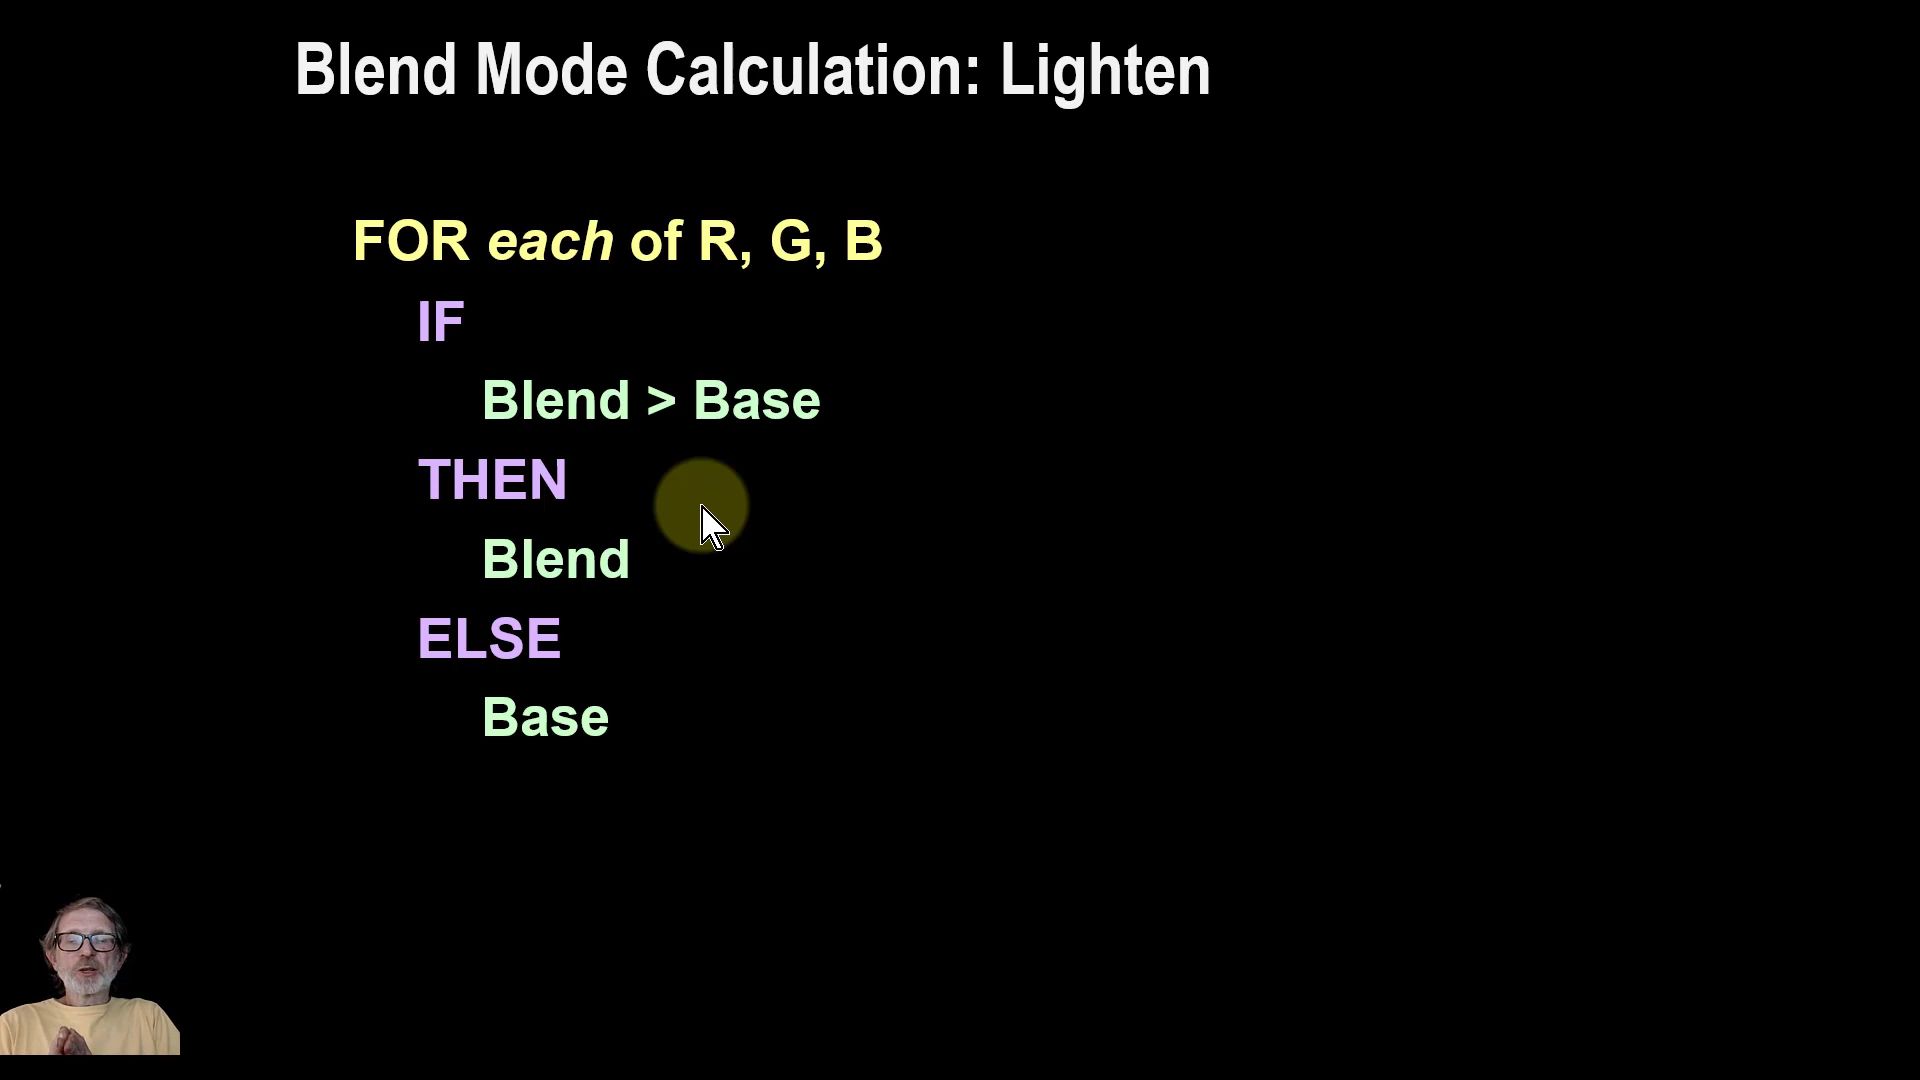 Blend Mode Calculation: Lighten
FOR each of R, G, B
IF
Blend > Base
THEN
Blend
ELSE
Base